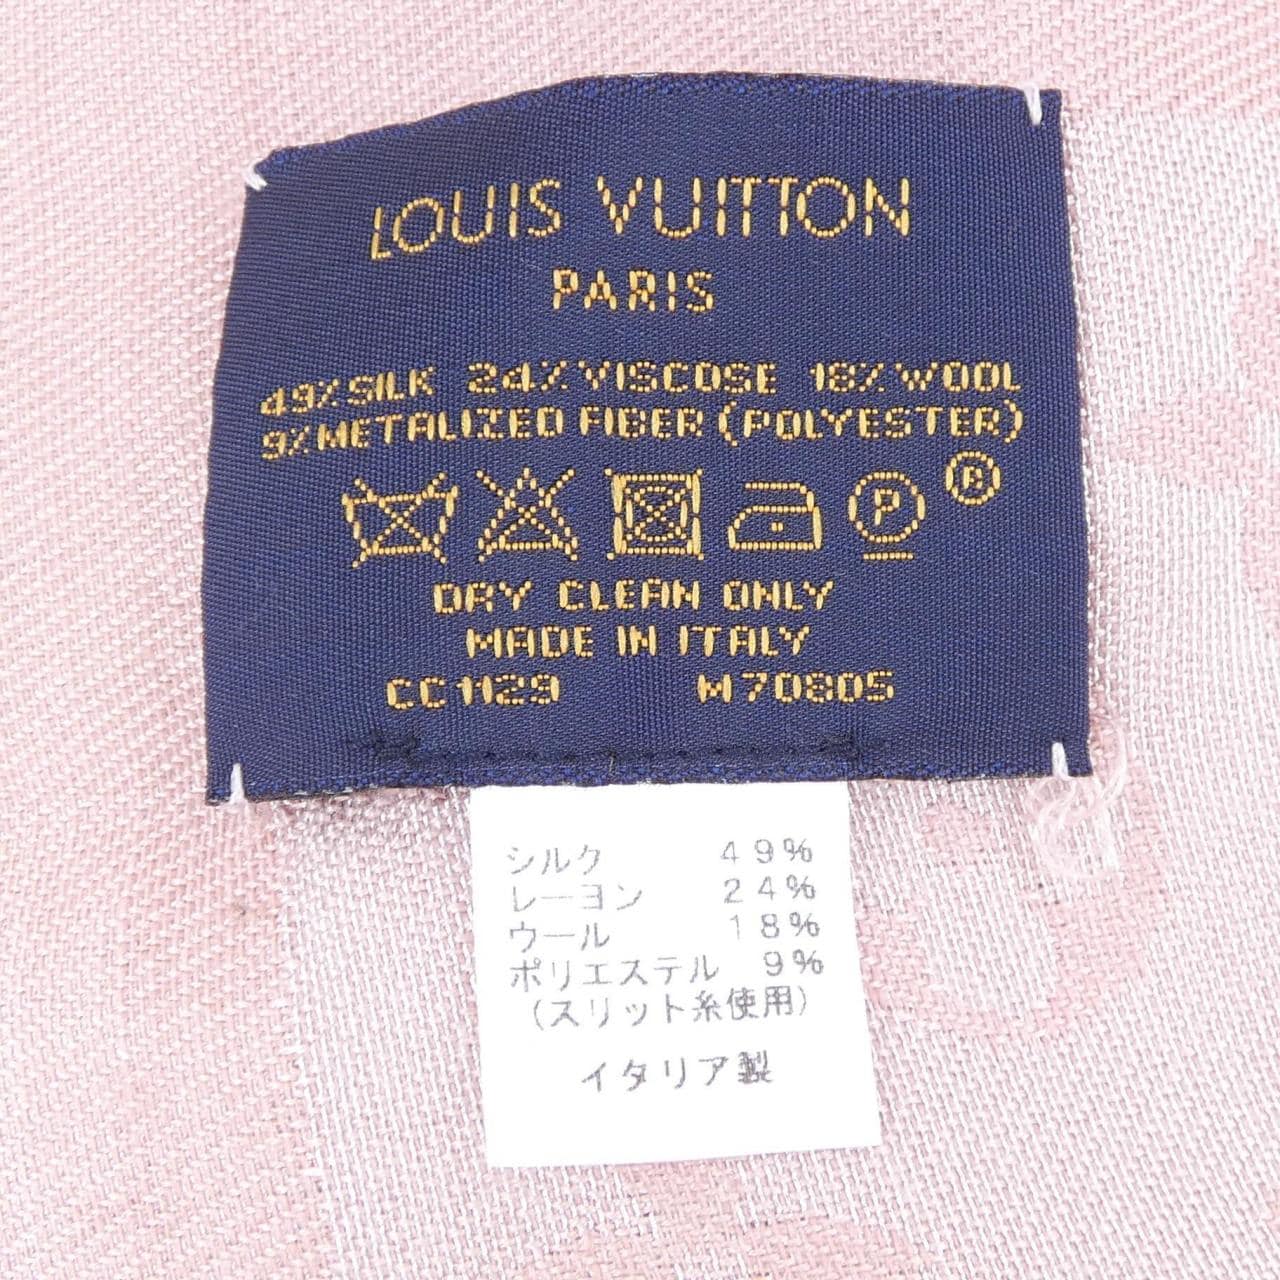 LOUIS VUITTON
PARIS
49% SILK 24% VISCOSE 18% WOOL
9% METALIZED FIBER (POLYESTER)
P ®
DRY CLEAN ONLY
MADE IN ITALY
CC1129 M70805
シルク 49%
レーヨン 24%
ウール 18%
ポリエステル 9%
(スリット糸使用)
イタリア製